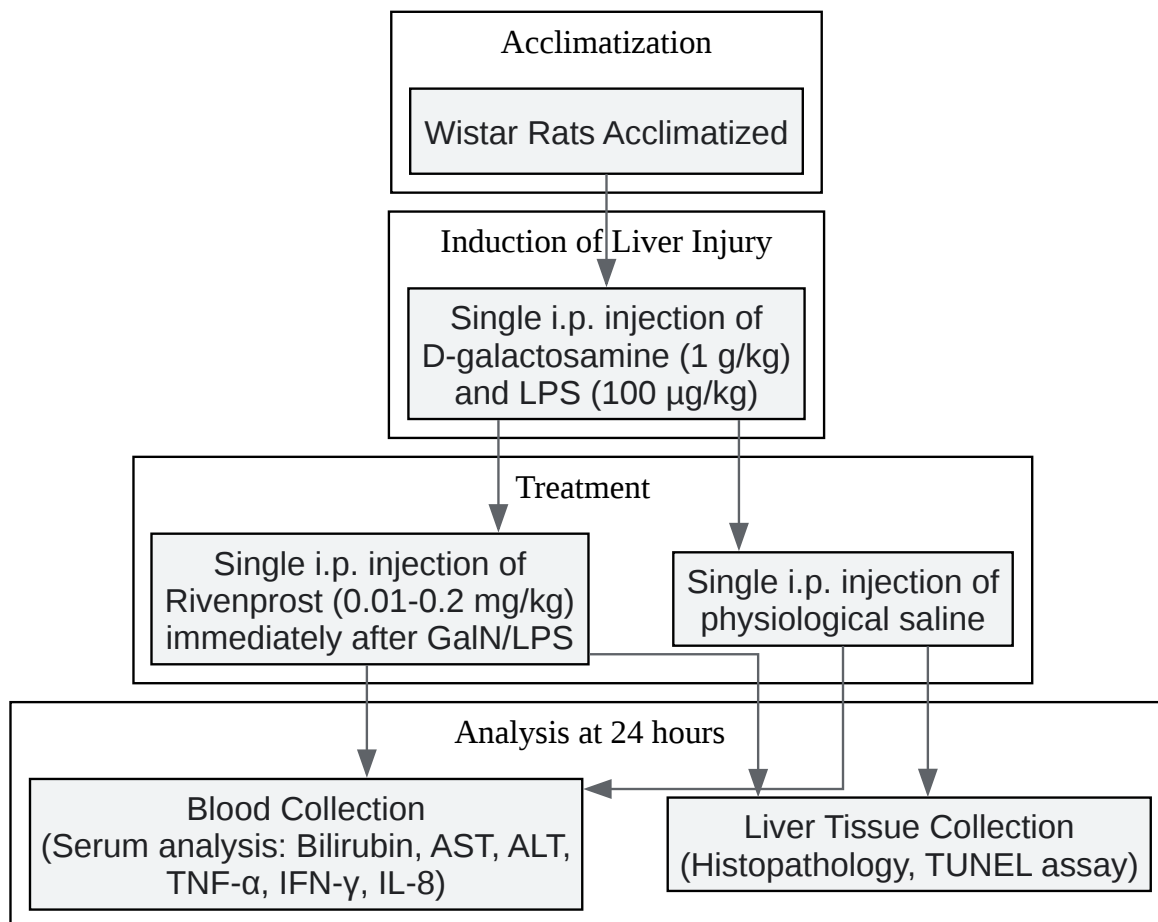 Acclimatization
Wistar Rats Acclimatized
Induction of Liver Injury
Single i.p. injection of
D-galactosamine (1 g/kg)
and LPS (100 µg/kg)
Treatment
Single i.p. injection of
Rivenprost (0.01-0.2 mg/kg)
immediately after GalN/LPS
Single i.p. injection of
physiological saline
Analysis at 24 hours
Blood Collection
(Serum analysis: Bilirubin, AST, ALT,
TNF-α, IFN-γ, IL-8)
Liver Tissue Collection
(Histopathology, TUNEL assay)